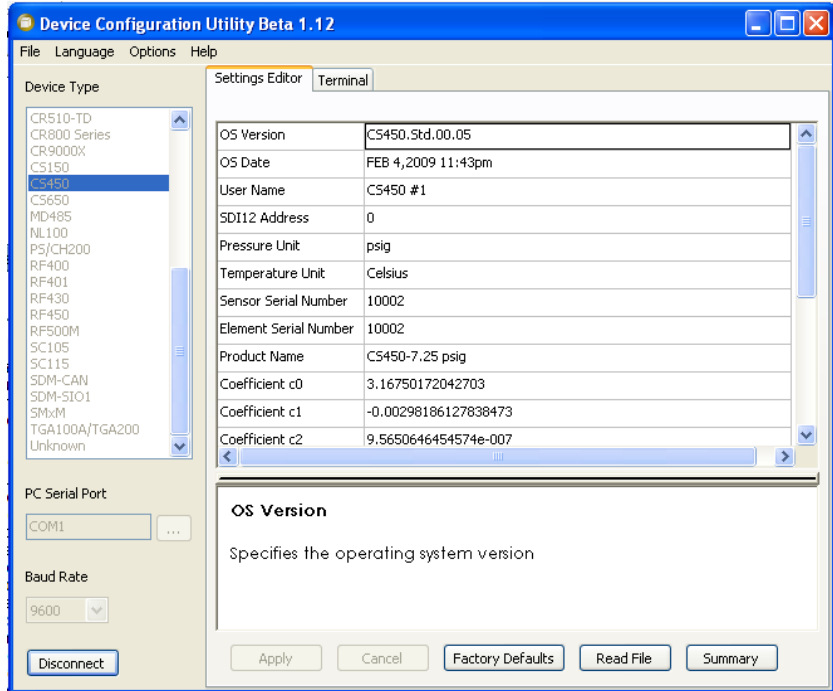 Device Configuration Utility Beta 1.12
File Language Options Help
Device Type
CR510-TD
CR800 Series
CR9000X
CS150
CS450
CS650
MD485
NL100
PS/CH200
RF400
RF401
RF430
RF450
RF500M
SC105
SC115
SDM-CAN
SDM-SIO1
SMxM
TGA100A/TGA200
Unknown
PC Serial Port
COM1 ...
Baud Rate
9600
Disconnect
Settings Editor Terminal
OS Version CS450.Std.00.05
OS Date FEB 4,2009 11:43pm
User Name CS450 #1
SDI12 Address 0
Pressure Unit psig
Temperature Unit Celsius
Sensor Serial Number 10002
Element Serial Number 10002
Product Name CS450-7.25 psig
Coefficient c0 3.16750172042703
Coefficient c1 -0.00298186127838473
Coefficient c2 9.5650646454574e-007
OS Version
Specifies the operating system version
Apply Cancel Factory Defaults Read File Summary